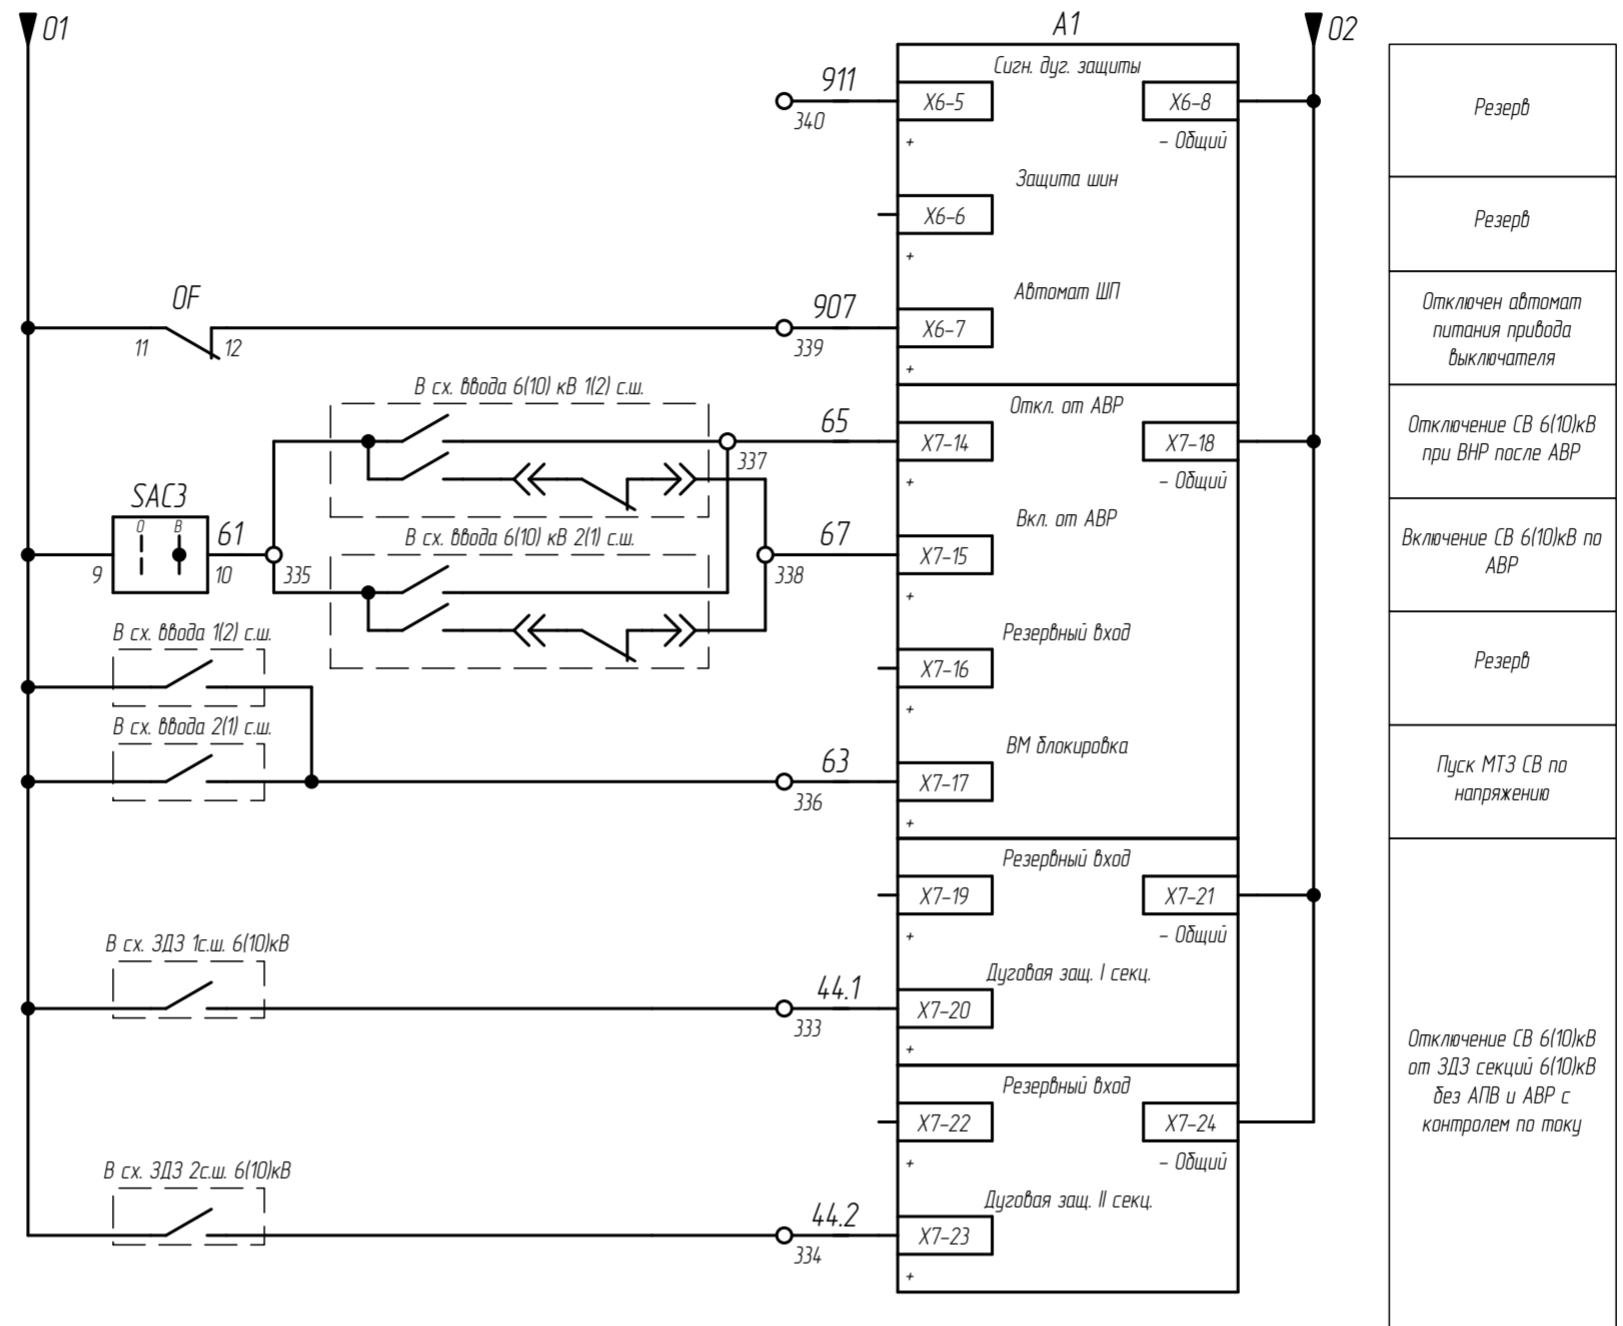 01
A1
02
Сигн. дуг. защиты
911
X6-5
X6-8
340
+
- Общий
Резерв
Защита шин
X6-6
+
Резерв
Автомат ШП
OF
907
X6-7
11
12
339
+
Отключен автомат
питания привода
выключателя
В сх. ввода 6(10) кВ 1(2) с.ш.
Откл. от АВР
65
X7-14
X7-18
337
+
- Общий
Отключение СВ 6(10)кВ
при ВНР после АВР
SAC3
О
В
61
9
10
335
В сх. ввода 6(10) кВ 2(1) с.ш.
Вкл. от АВР
67
X7-15
338
+
Включение СВ 6(10)кВ по
АВР
В сх. ввода 1(2) с.ш.
Резервный вход
X7-16
+
Резерв
В сх. ввода 2(1) с.ш.
ВМ блокировка
63
X7-17
336
+
Пуск МТЗ СВ по
напряжению
Резервный вход
X7-19
X7-21
+
- Общий
В сх. ЗДЗ 1с.ш. 6(10)кВ
Дуговая защ. I секц.
44.1
X7-20
333
+
Резервный вход
X7-22
X7-24
+
- Общий
Отключение СВ 6(10)кВ
от ЗДЗ секций 6(10)кВ
без АПВ и АВР с
контролем по току
В сх. ЗДЗ 2с.ш. 6(10)кВ
Дуговая защ. II секц.
44.2
X7-23
334
+